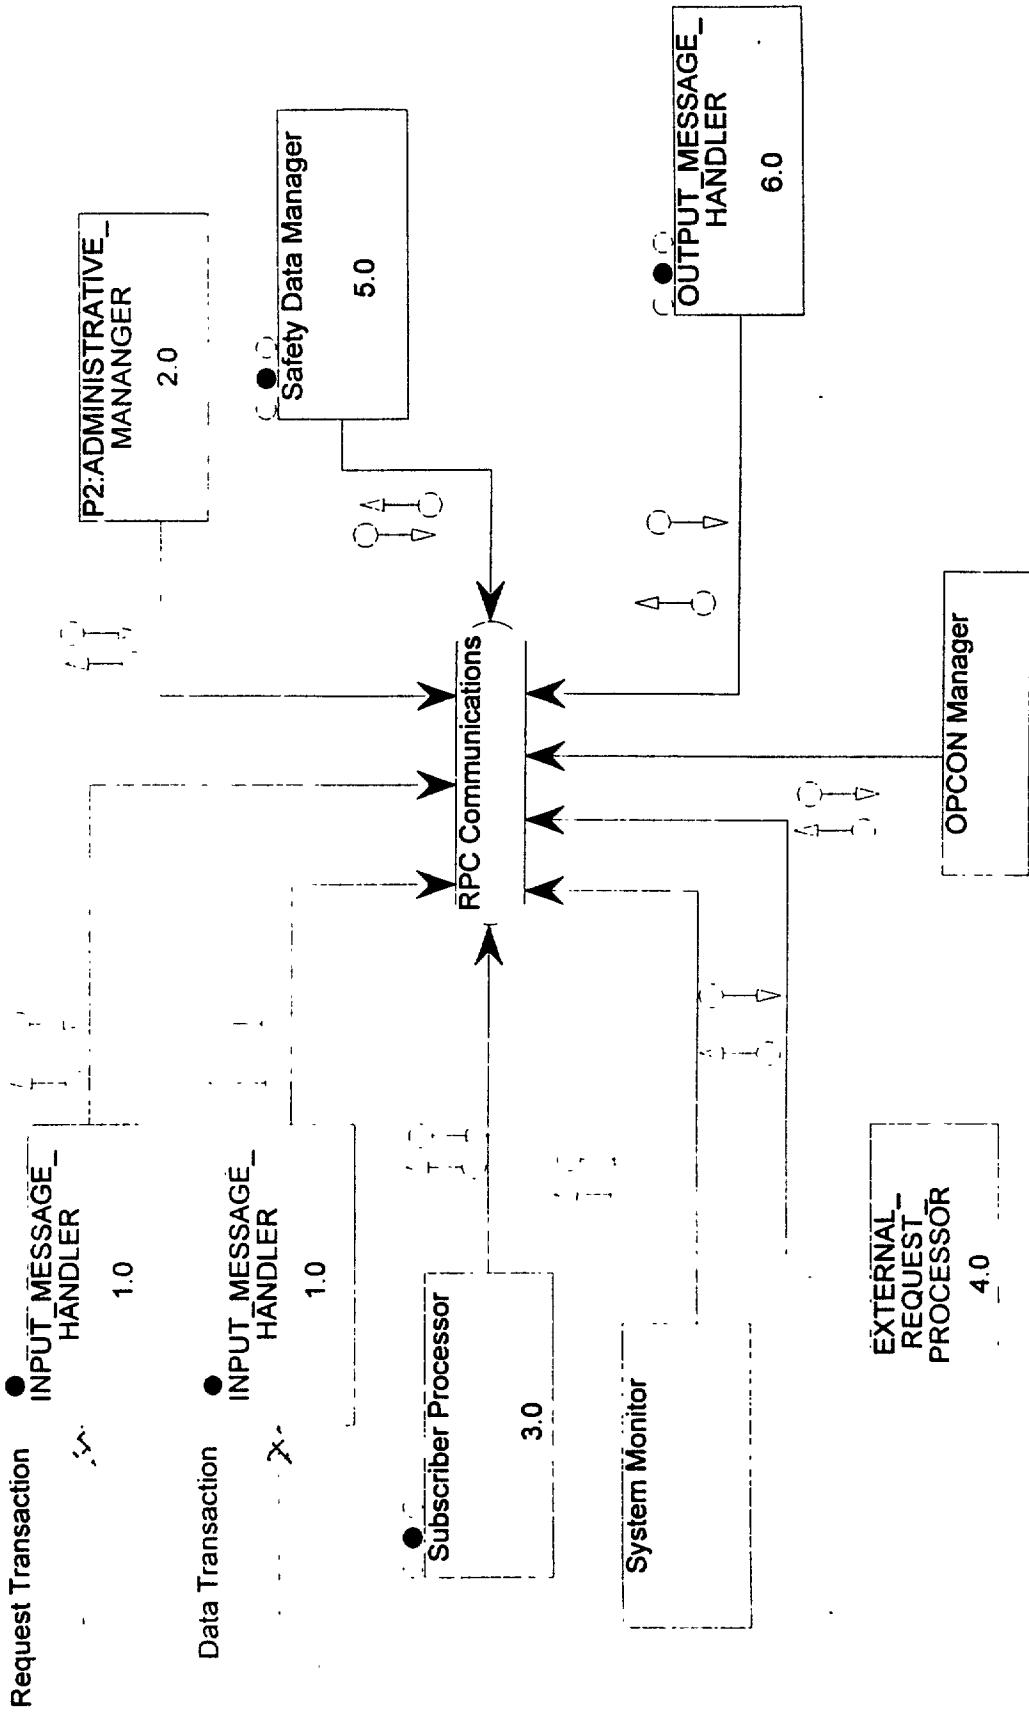 Request Transaction
INPUT_MESSAGE_
HANDLER
1.0
Data Transaction
INPUT_MESSAGE_
HANDLER
1.0
Subscriber Processor
3.0
System Monitor
EXTERNAL_
REQUEST_
PROCESSOR
4.0
RPC Communications
P2:ADMINISTRATIVE_
MANANGER
2.0
Safety Data Manager
5.0
OUTPUT_MESSAGE_
HANDLER
6.0
OPCON Manager